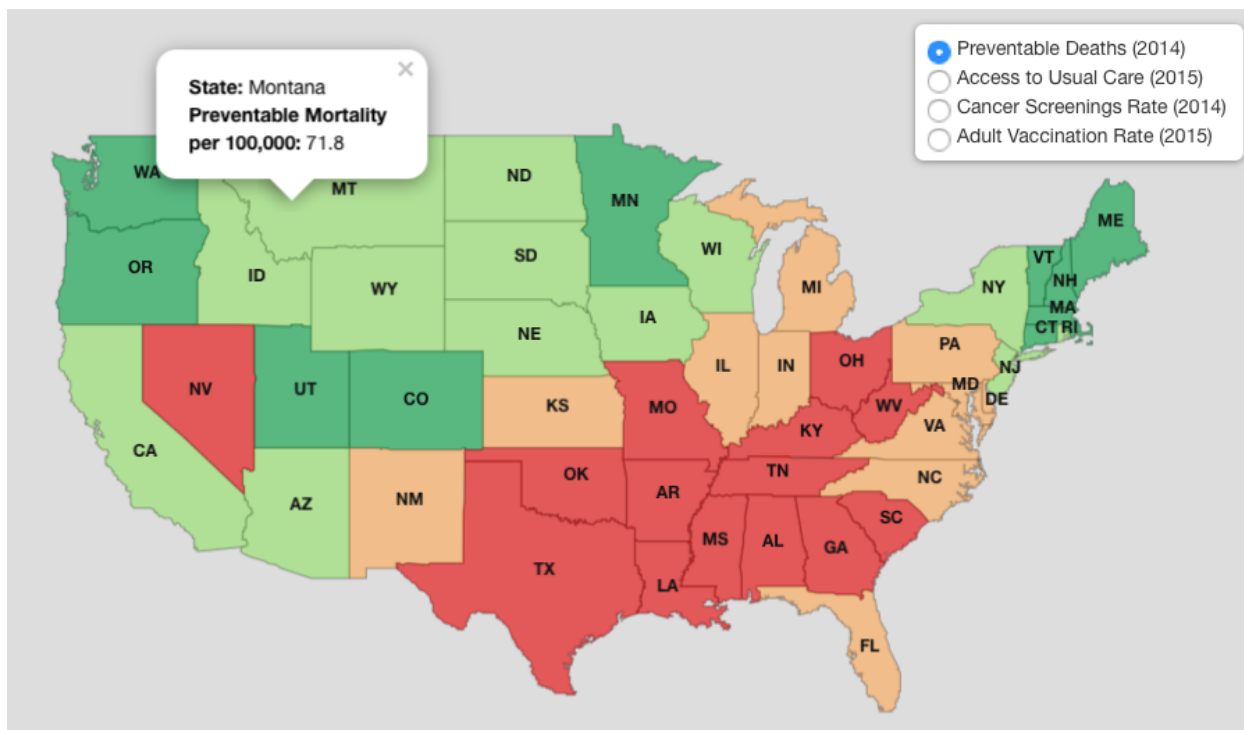 State: Montana
Preventable Mortality
per 100,000: 71.8
×
Preventable Deaths (2014)
Access to Usual Care (2015)
Cancer Screenings Rate (2014)
Adult Vaccination Rate (2015)
WA
MT
ND
MN
ME
OR
ID
WY
SD
WI
MI
NY
VT
NH
MA
CT
RI
NE
IA
PA
NJ
NV
UT
CO
KS
MO
IL
IN
OH
WV
MD
DE
CA
KY
VA
AZ
NM
OK
AR
TN
NC
SC
TX
LA
MS
AL
GA
FL